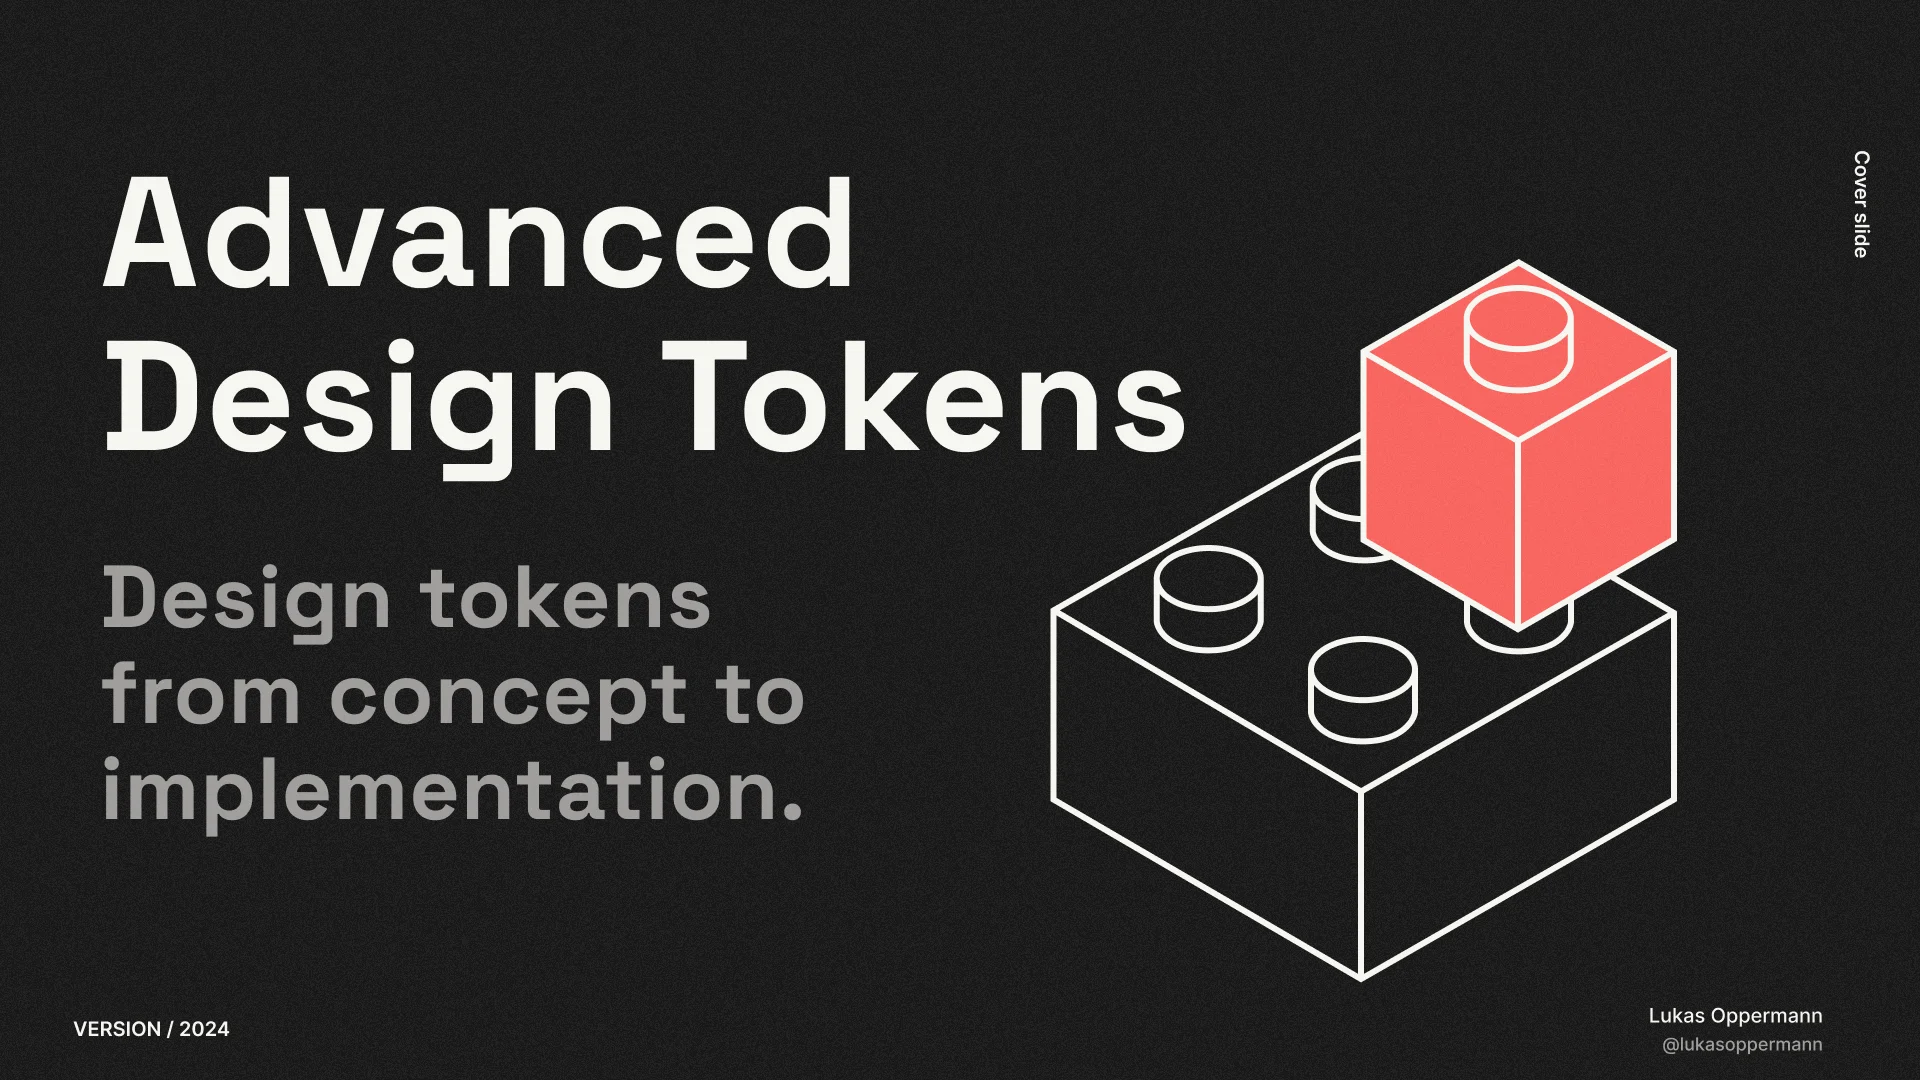 Advanced
Design Tokens
Design tokens
from concept to
implementation.
Cover slide
VERSION / 2024
Lukas Oppermann
@lukasoppermann